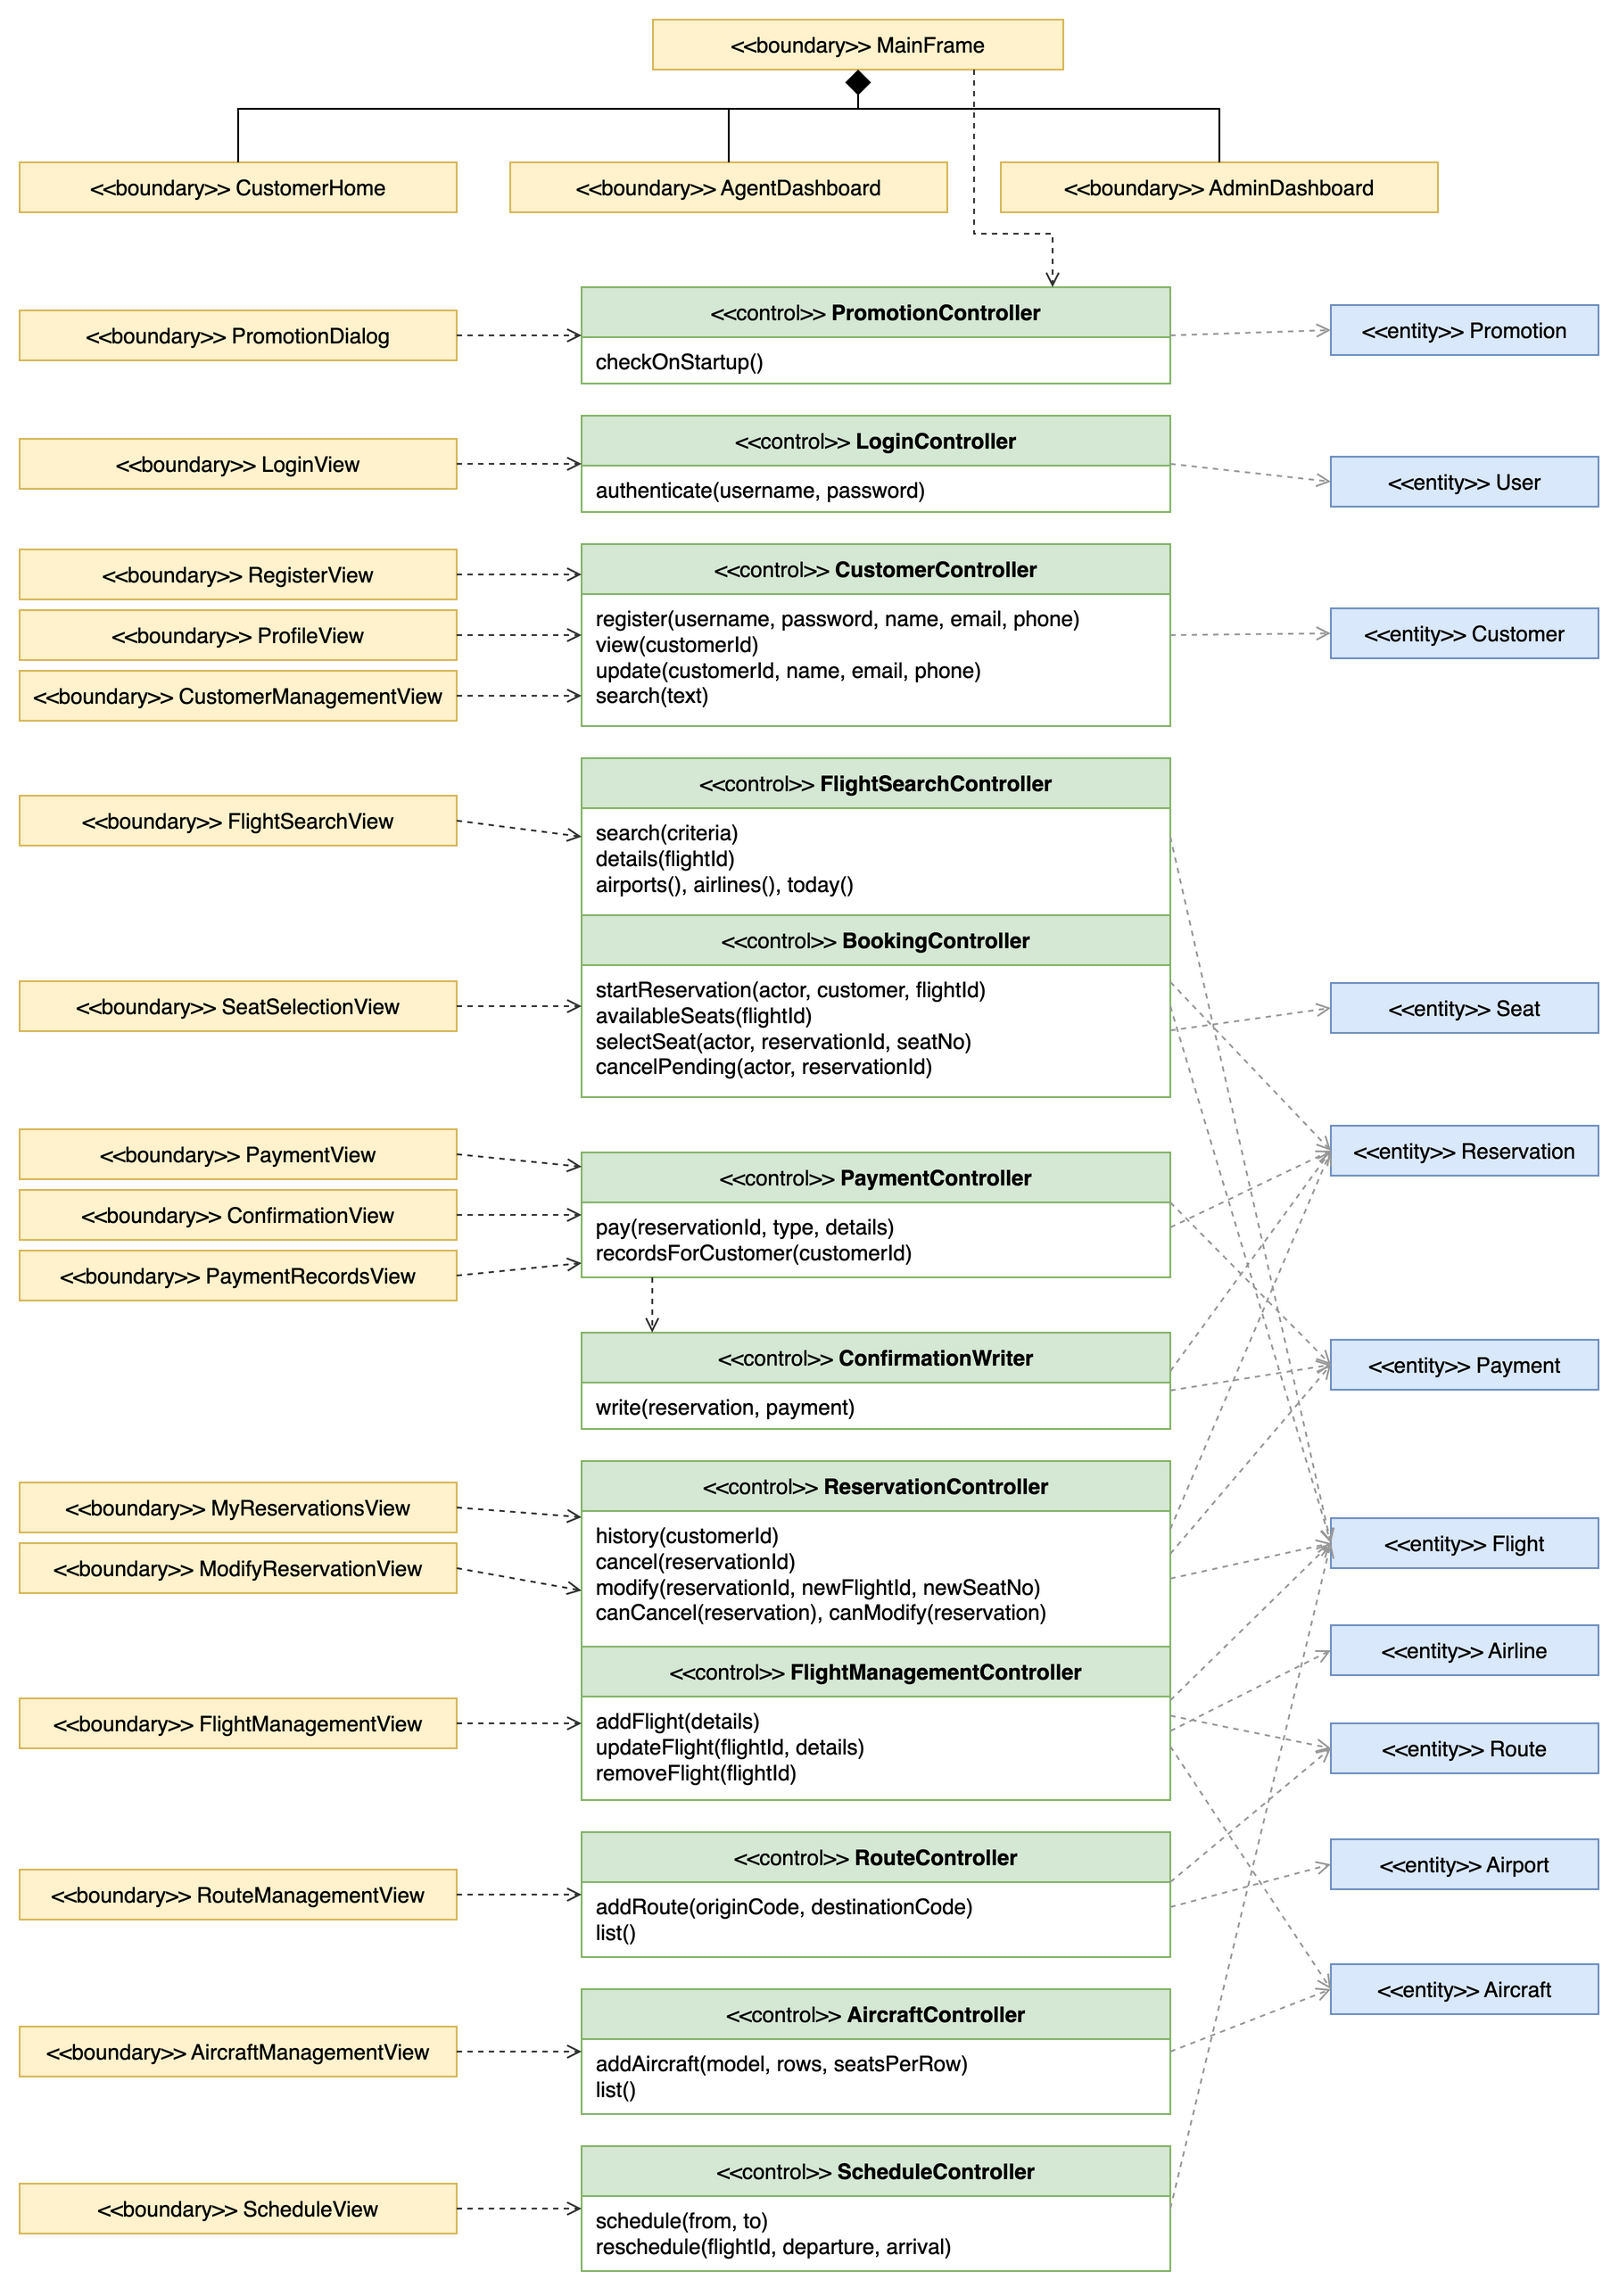 <<boundary>> MainFrame
<<boundary>> CustomerHome
<<boundary>> AgentDashboard
<<boundary>> AdminDashboard
<<boundary>> PromotionDialog
<<control>> PromotionController
checkOnStartup()
<<entity>> Promotion
<<boundary>> LoginView
<<control>> LoginController
authenticate(username, password)
<<entity>> User
<<boundary>> RegisterView
<<boundary>> ProfileView
<<boundary>> CustomerManagementView
<<control>> CustomerController
register(username, password, name, email, phone)
view(customerId)
update(customerId, name, email, phone)
search(text)
<<entity>> Customer
<<boundary>> FlightSearchView
<<control>> FlightSearchController
search(criteria)
details(flightId)
airports(), airlines(), today()
<<boundary>> SeatSelectionView
<<control>> BookingController
startReservation(actor, customer, flightId)
availableSeats(flightId)
selectSeat(actor, reservationId, seatNo)
cancelPending(actor, reservationId)
<<entity>> Seat
<<entity>> Reservation
<<boundary>> PaymentView
<<boundary>> ConfirmationView
<<boundary>> PaymentRecordsView
<<control>> PaymentController
pay(reservationId, type, details)
recordsForCustomer(customerId)
<<control>> ConfirmationWriter
write(reservation, payment)
<<entity>> Payment
<<boundary>> MyReservationsView
<<boundary>> ModifyReservationView
<<control>> ReservationController
history(customerId)
cancel(reservationId)
modify(reservationId, newFlightId, newSeatNo)
canCancel(reservation), canModify(reservation)
<<entity>> Flight
<<boundary>> FlightManagementView
<<control>> FlightManagementController
addFlight(details)
updateFlight(flightId, details)
removeFlight(flightId)
<<entity>> Airline
<<entity>> Route
<<boundary>> RouteManagementView
<<control>> RouteController
addRoute(originCode, destinationCode)
list()
<<entity>> Airport
<<boundary>> AircraftManagementView
<<control>> AircraftController
addAircraft(model, rows, seatsPerRow)
list()
<<entity>> Aircraft
<<boundary>> ScheduleView
<<control>> ScheduleController
schedule(from, to)
reschedule(flightId, departure, arrival)